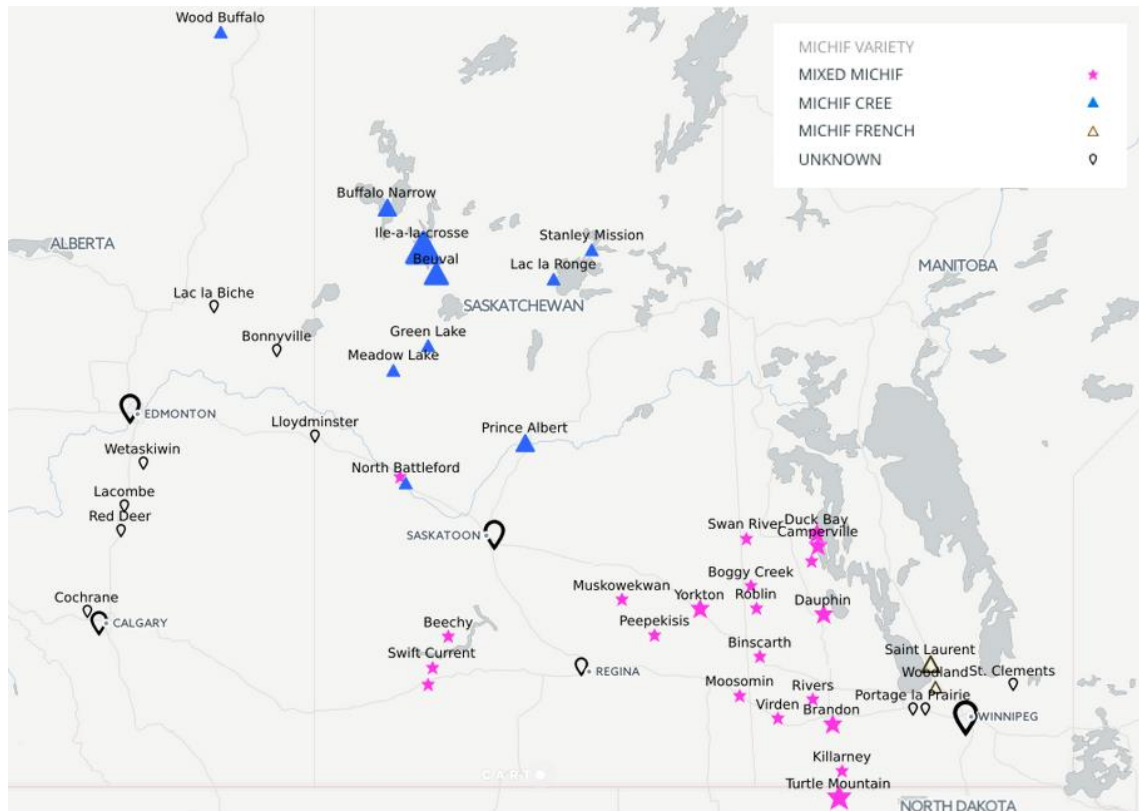 Wood Buffalo
MICHIF VARIETY
MIXED MICHIF
MICHIF CREE
MICHIF FRENCH
UNKNOWN
Buffalo Narrow
Ile-a-la-crosse
Beuval
Stanley Mission
Lac la Ronge
ALBERTA
MANITOBA
SASKATCHEWAN
Lac la Biche
Bonnyville
Green Lake
Meadow Lake
EDMONTON
Lloydminster
Prince Albert
Wetaskiwin
North Battleford
Lacombe
Red Deer
SASKATOON
Swan River
Duck Bay
Camperville
Boggy Creek
Muskowekwan
Yorkton
Roblin
Dauphin
Cochrane
CALGARY
Beechy
Peepekisis
Swift Current
Binscarth
Saint Laurent
REGINA
Woodland
St. Clements
Moosomin
Rivers
Portage la Prairie
Virden
Brandon
WINNIPEG
Killarney
CARTO
Turtle Mountain
NORTH DAKOTA